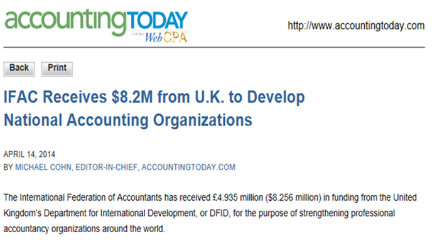 accountingTODAY
http://www.accountingtoday.com
for the WebCPA
Back Print
IFAC Receives $8.2M from U.K. to Develop
National Accounting Organizations
APRIL 14, 2014
BY MICHAEL COHN, EDITOR-IN-CHIEF, ACCOUNTINGTODAY.COM
The International Federation of Accountants has received £4.935 million ($8.256 million) in funding from the United
Kingdom's Department for International Development, or DFID, for the purpose of strengthening professional
accountancy organizations around the world.